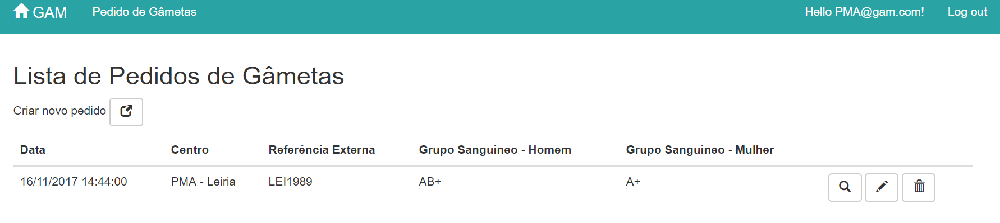 GAM Pedido de Gâmetas Hello PMA@gam.com! Log out
Lista de Pedidos de Gâmetas
Criar novo pedido
Data Centro Referência Externa Grupo Sanguineo - Homem Grupo Sanguineo - Mulher
16/11/2017 14:44:00 PMA - Leiria LEI1989 AB+ A+